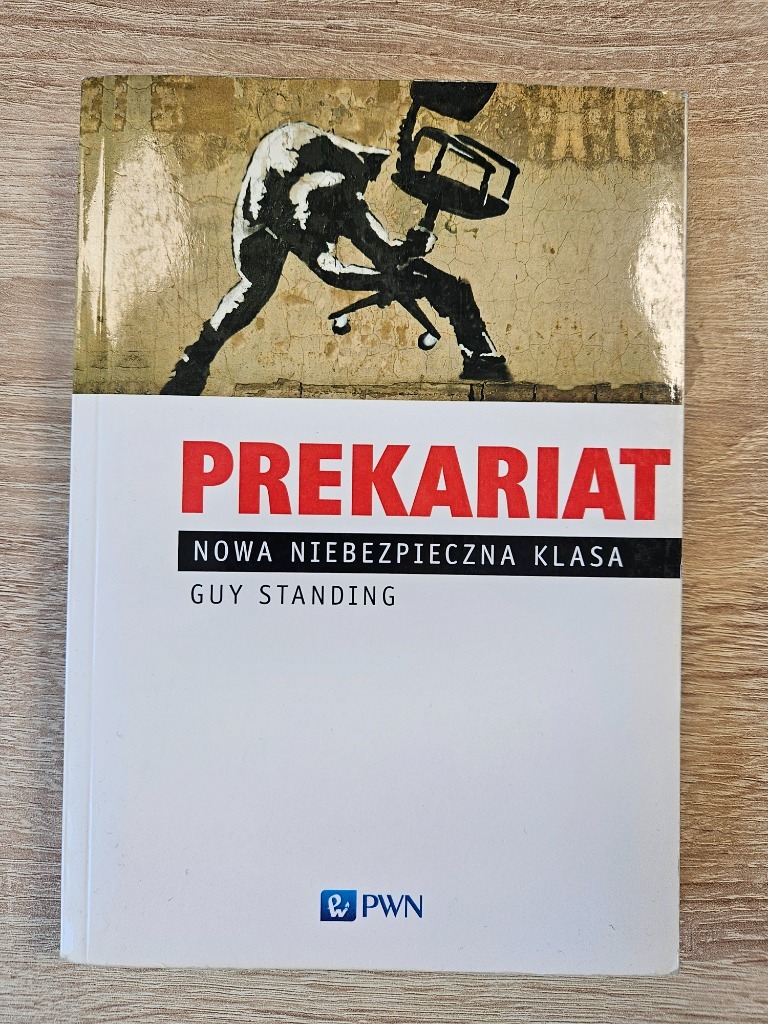 PREKARIAT
NOWA NIEBEZPIECZNA KLASA
GUY STANDING
PWN